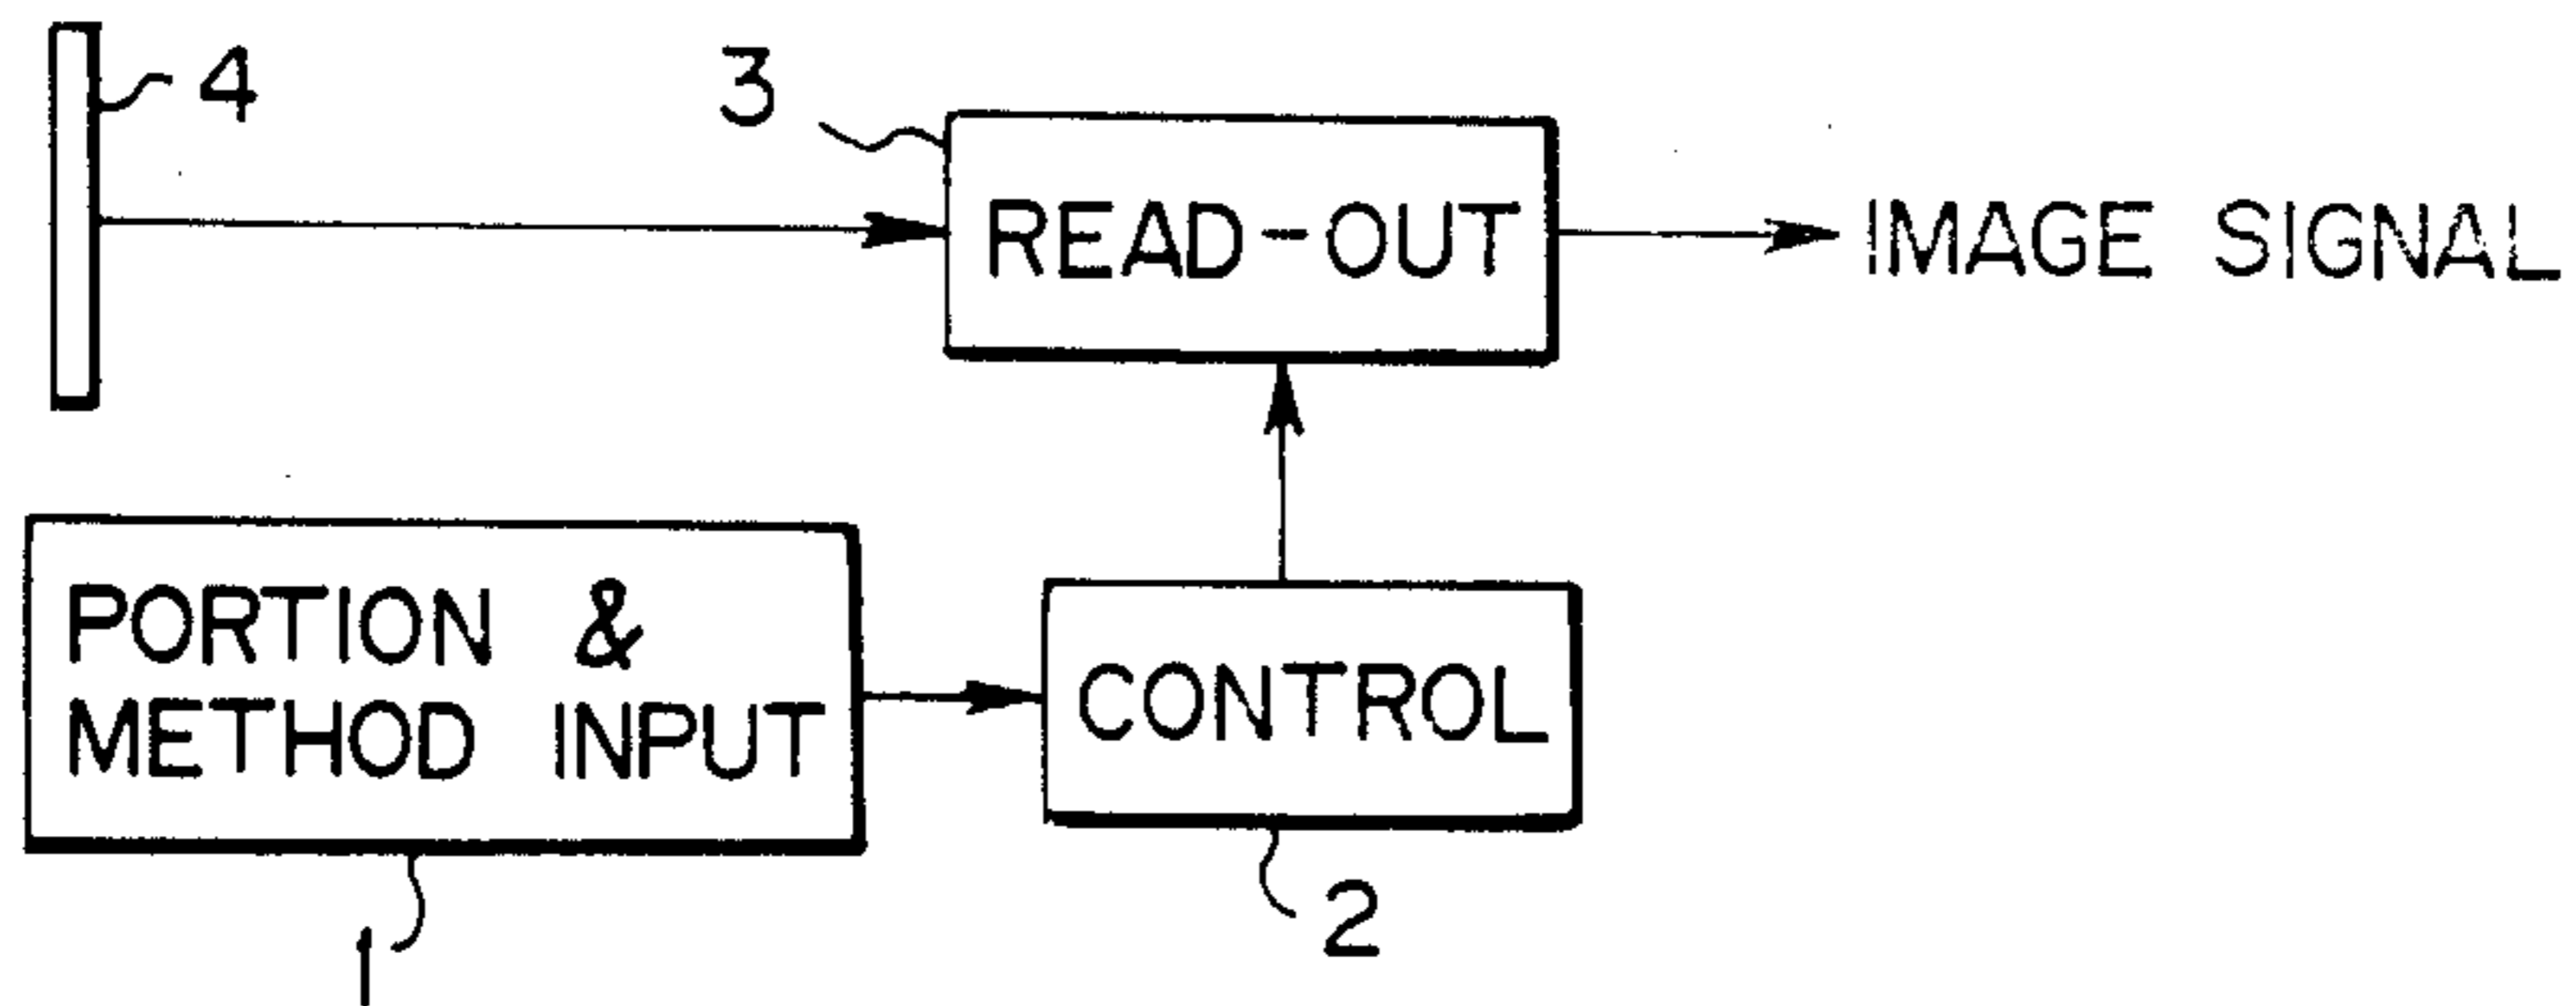 4
3
READ-OUT
IMAGE SIGNAL
PORTION &
METHOD INPUT
CONTROL
1
2